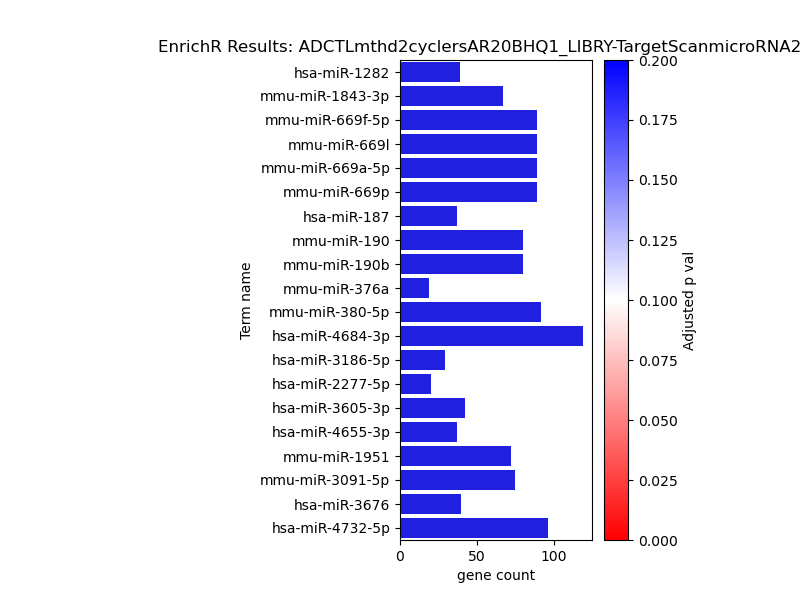 EnrichR Results: ADCTLmthd2cyclersAR20BHQ1_LIBRY-TargetScanmicroRNA2
hsa-miR-1282
mmu-miR-1843-3p
mmu-miR-669f-5p
mmu-miR-669l
mmu-miR-669a-5p
mmu-miR-669p
hsa-miR-187
mmu-miR-190
mmu-miR-190b
mmu-miR-376a
mmu-miR-380-5p
hsa-miR-4684-3p
hsa-miR-3186-5p
hsa-miR-2277-5p
hsa-miR-3605-3p
hsa-miR-4655-3p
mmu-miR-1951
mmu-miR-3091-5p
hsa-miR-3676
hsa-miR-4732-5p
Term name
0 50 100
gene count
0.200
0.175
0.150
0.125
0.100
0.075
0.050
0.025
0.000
Adjusted p val